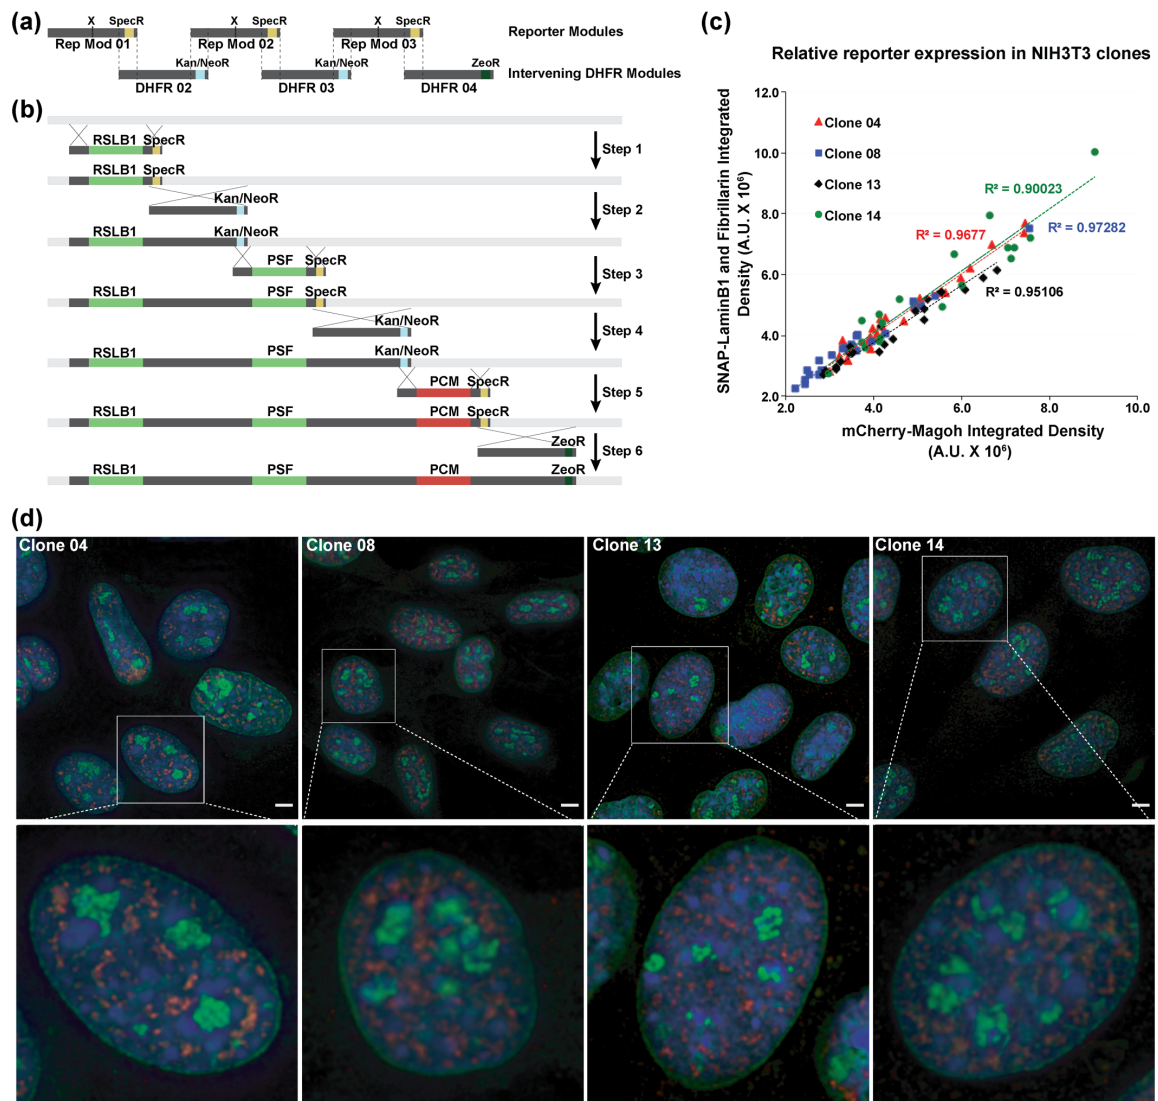 (a)
X SpecR X SpecR X SpecR
Rep Mod 01 Rep Mod 02 Rep Mod 03 Reporter Modules
Kan/NeoR Kan/NeoR ZeoR
DHFR 02 DHFR 03 DHFR 04 Intervening DHFR Modules
(b)
RSLB1 SpecR Step 1
RSLB1 SpecR
Kan/NeoR Step 2
RSLB1 Kan/NeoR
PSF SpecR Step 3
RSLB1 PSF SpecR
Kan/NeoR Step 4
RSLB1 PSF Kan/NeoR
PCM SpecR Step 5
RSLB1 PSF PCM SpecR
ZeoR Step 6
RSLB1 PSF PCM ZeoR
(c)
Relative reporter expression in NIH3T3 clones
SNAP-LaminB1 and Fibrillarin Integrated
Density (A.U. X 10⁶)
12.0
10.0
8.0
6.0
4.0
2.0
Clone 04
Clone 08
Clone 13
Clone 14
R² = 0.90023
R² = 0.9677
R² = 0.97282
R² = 0.95106
2.0 4.0 6.0 8.0 10.0
mCherry-Magoh Integrated Density
(A.U. X 10⁶)
(d)
Clone 04 Clone 08 Clone 13 Clone 14